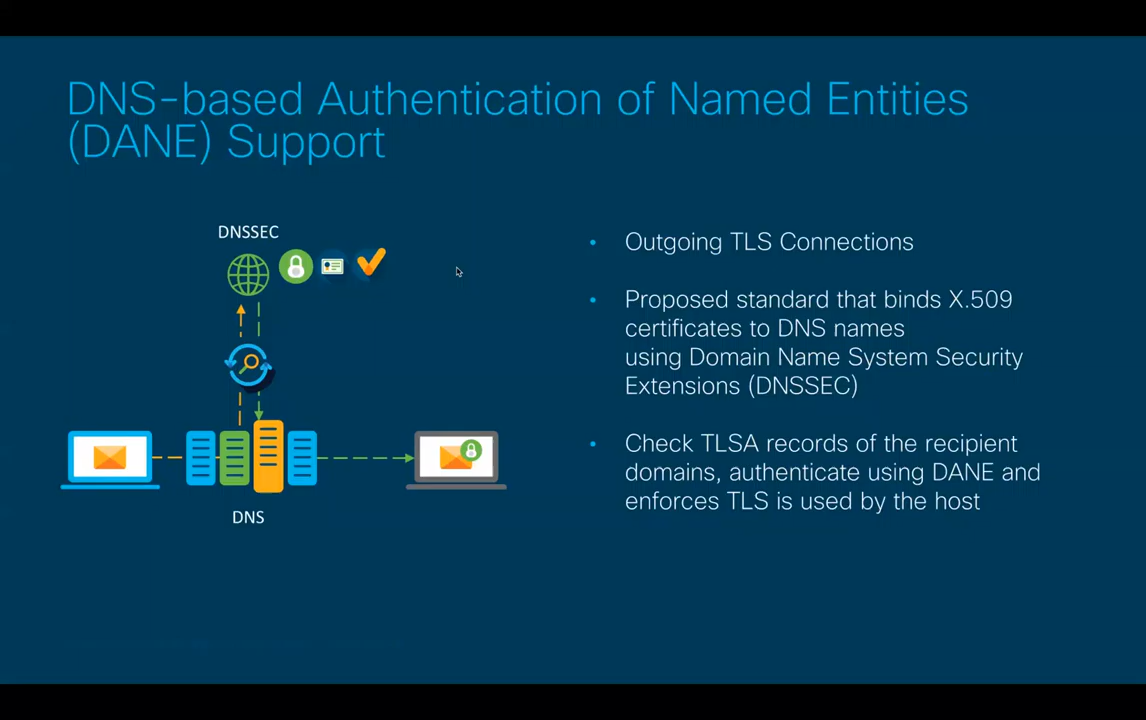 DNS-based Authentication of Named Entities
(DANE) Support
DNSSEC
DNS
• Outgoing TLS Connections
• Proposed standard that binds X.509
certificates to DNS names
using Domain Name System Security
Extensions (DNSSEC)
• Check TLSA records of the recipient
domains, authenticate using DANE and
enforces TLS is used by the host